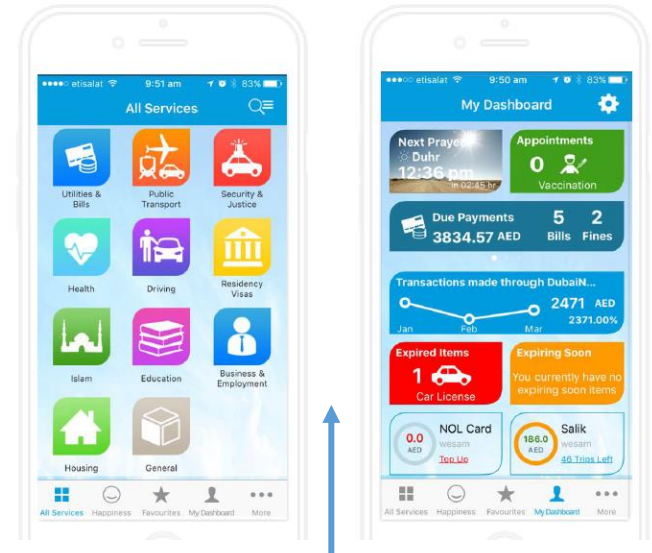 etisalat 9:51 am 83%
All Services
Utilities & Bills
Public Transport
Security & Justice
Health
Driving
Residency Visas
Islam
Education
Business & Employment
Housing
General
All Services Happiness Favourites My Dashboard More
etisalat 9:50 am 83%
My Dashboard
Next Prayer
Duhr
12:36 pm
in 02:45 hr
Appointments
0
Vaccination
Due Payments
3834.57 AED
5 Bills
2 Fines
Transactions made through DubaiN...
2471 AED
2371.00%
Jan Feb Mar
Expired Items
1
Car License
Expiring Soon
You currently have no
expiring soon items
0.0
AED
NOL Card
wesam
Top Up
186.0
AED
Salik
wesam
46 Trips Left
All Services Happiness Favourites My Dashboard More